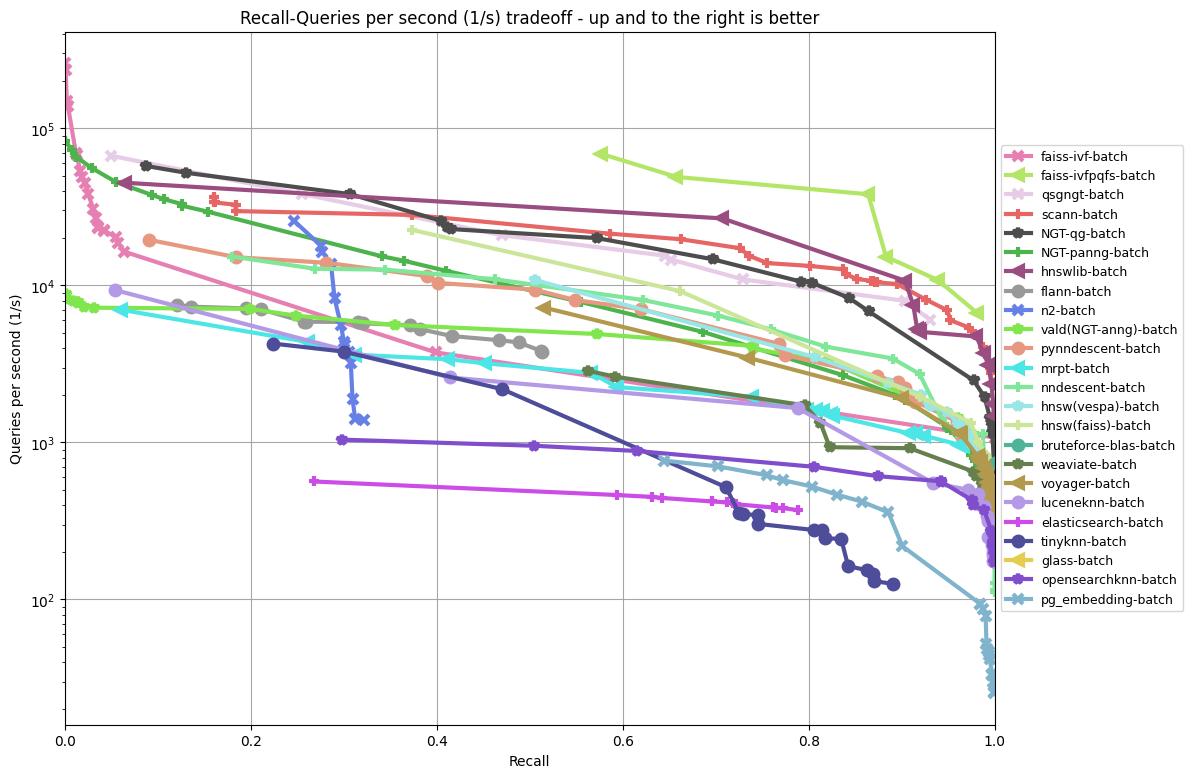 Recall-Queries per second (1/s) tradeoff - up and to the right is better
Queries per second (1/s)
10^5
10^4
10^3
10^2
0.0 0.2 0.4 0.6 0.8 1.0
Recall
faiss-ivf-batch
faiss-ivfpqfs-batch
qsgngt-batch
scann-batch
NGT-qg-batch
NGT-panng-batch
hnswlib-batch
flann-batch
n2-batch
vald(NGT-anng)-batch
pynndescent-batch
mrpt-batch
nndescent-batch
hnsw(vespa)-batch
hnsw(faiss)-batch
bruteforce-blas-batch
weaviate-batch
voyager-batch
luceneknn-batch
elasticsearch-batch
tinyknn-batch
glass-batch
opensearchknn-batch
pg_embedding-batch